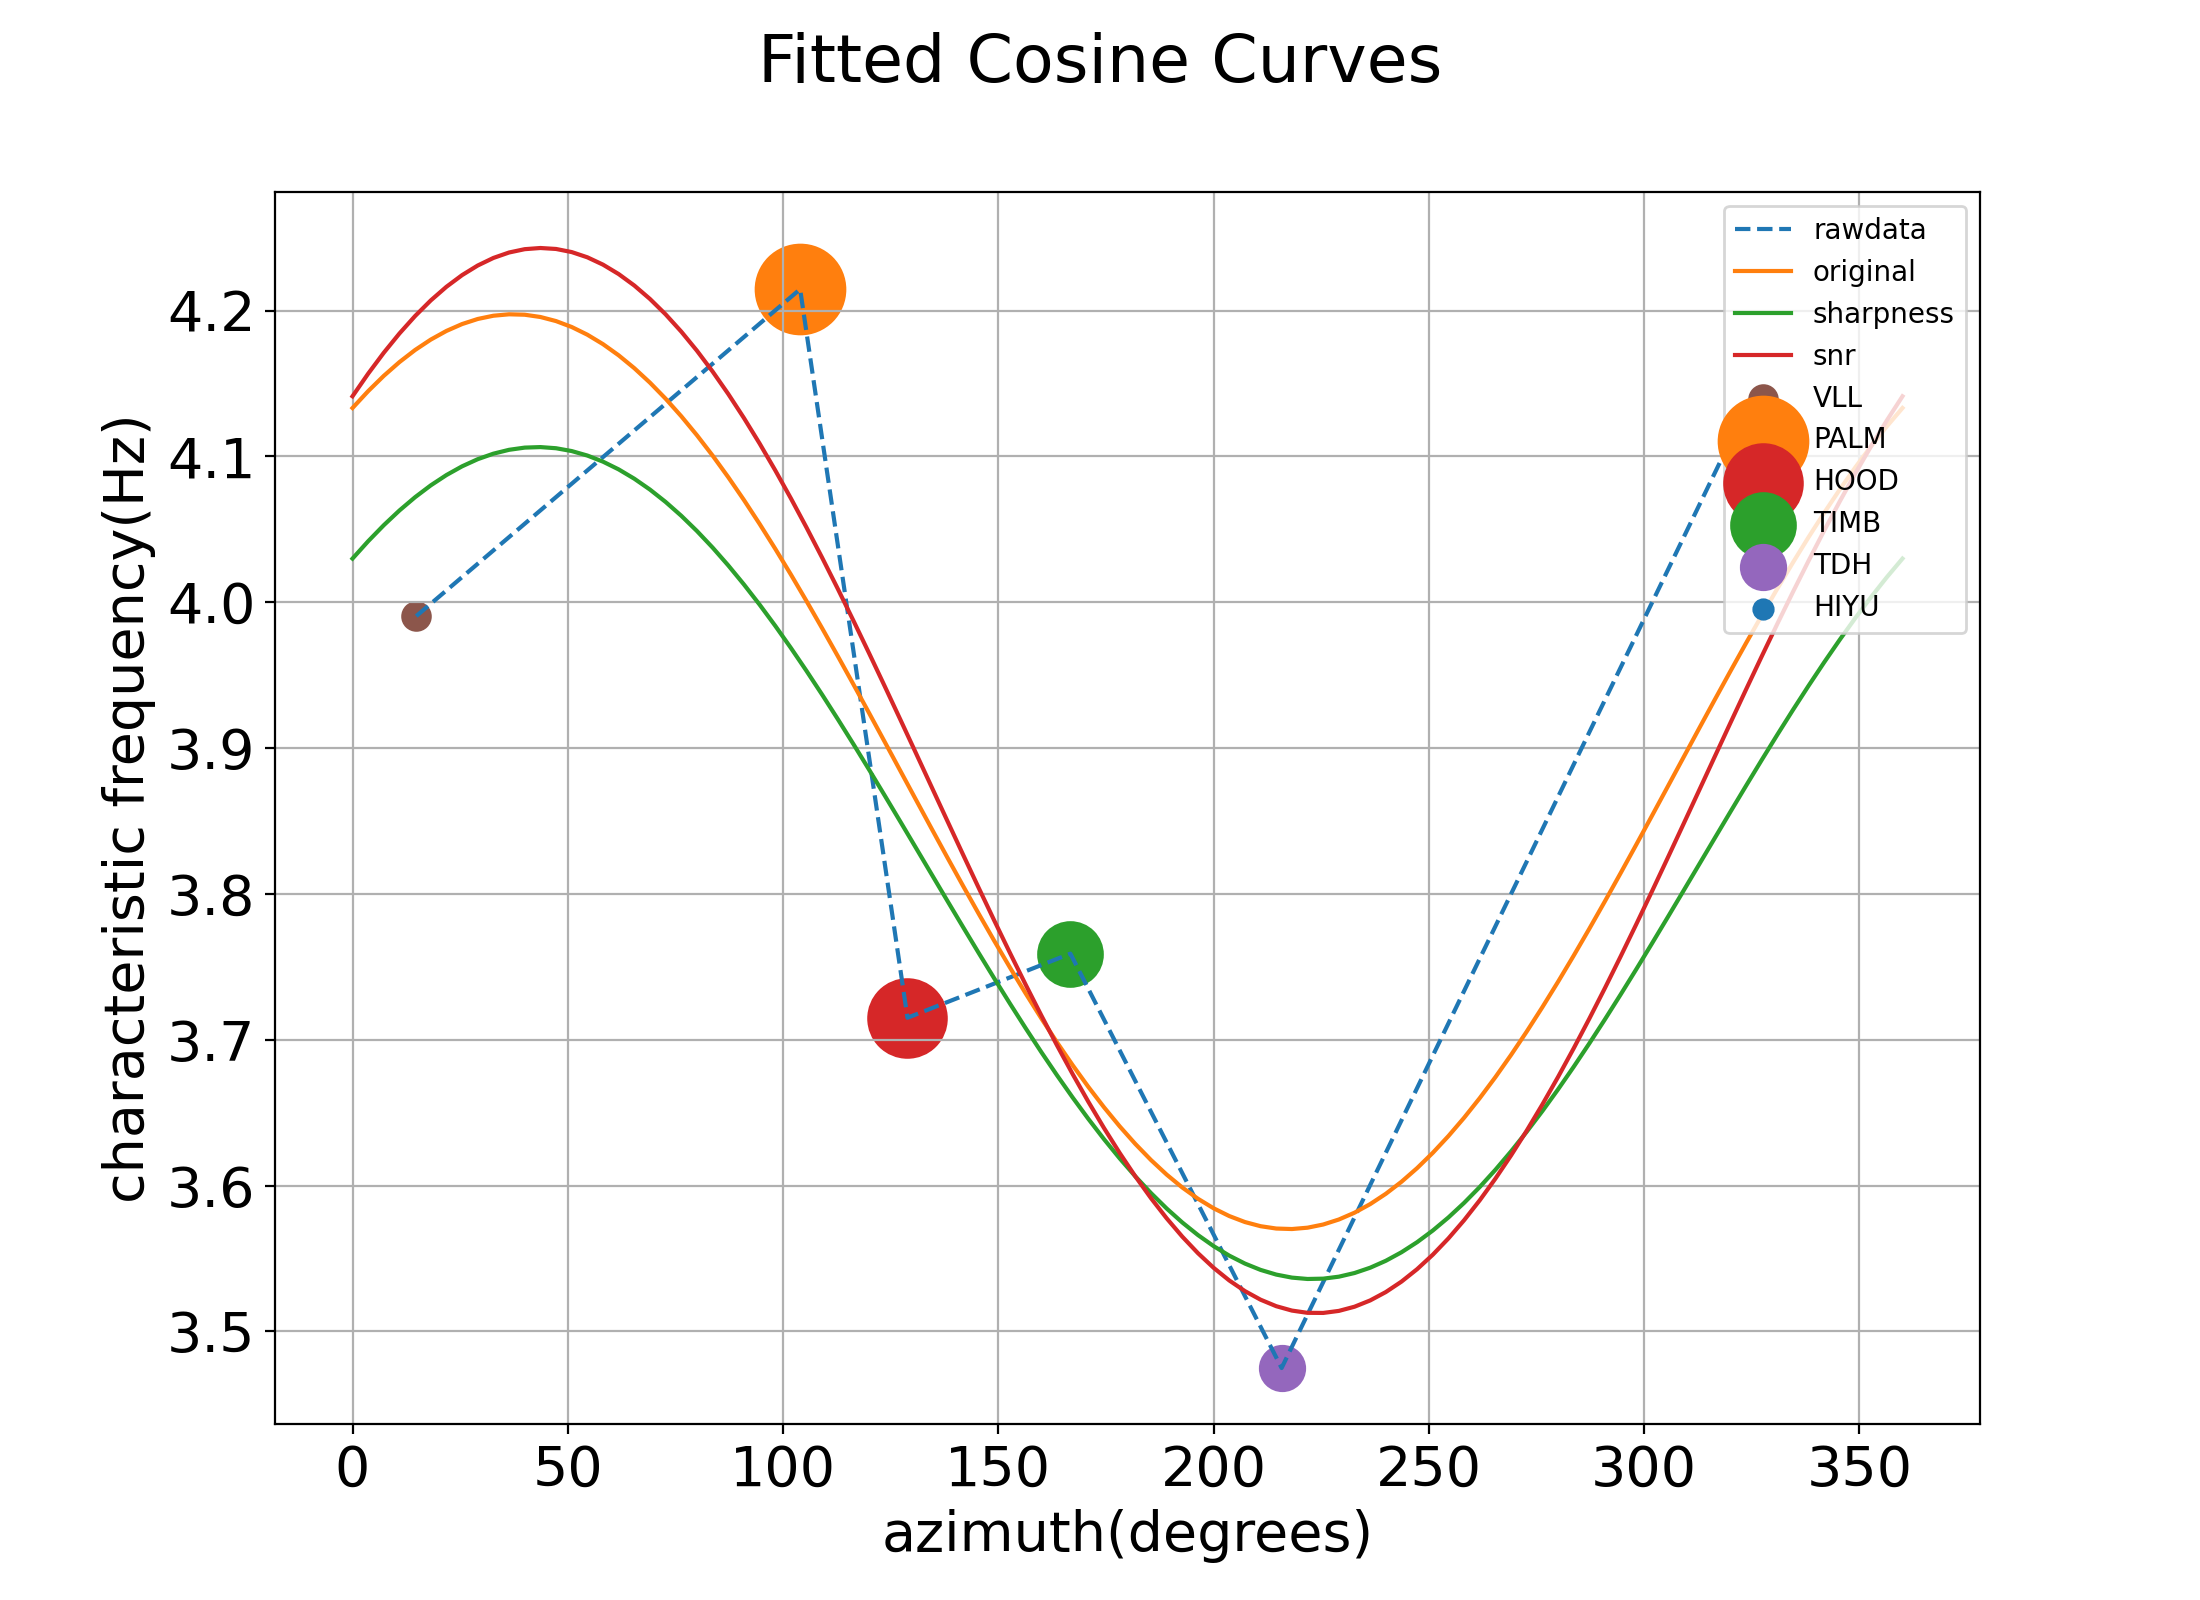 Fitted Cosine Curves
rawdata
original
sharpness
snr
VLL
PALM
HOOD
TIMB
TDH
HIYU
characteristic frequency(Hz)
4.2
4.1
4.0
3.9
3.8
3.7
3.6
3.5
0 50 100 150 200 250 300 350
azimuth(degrees)